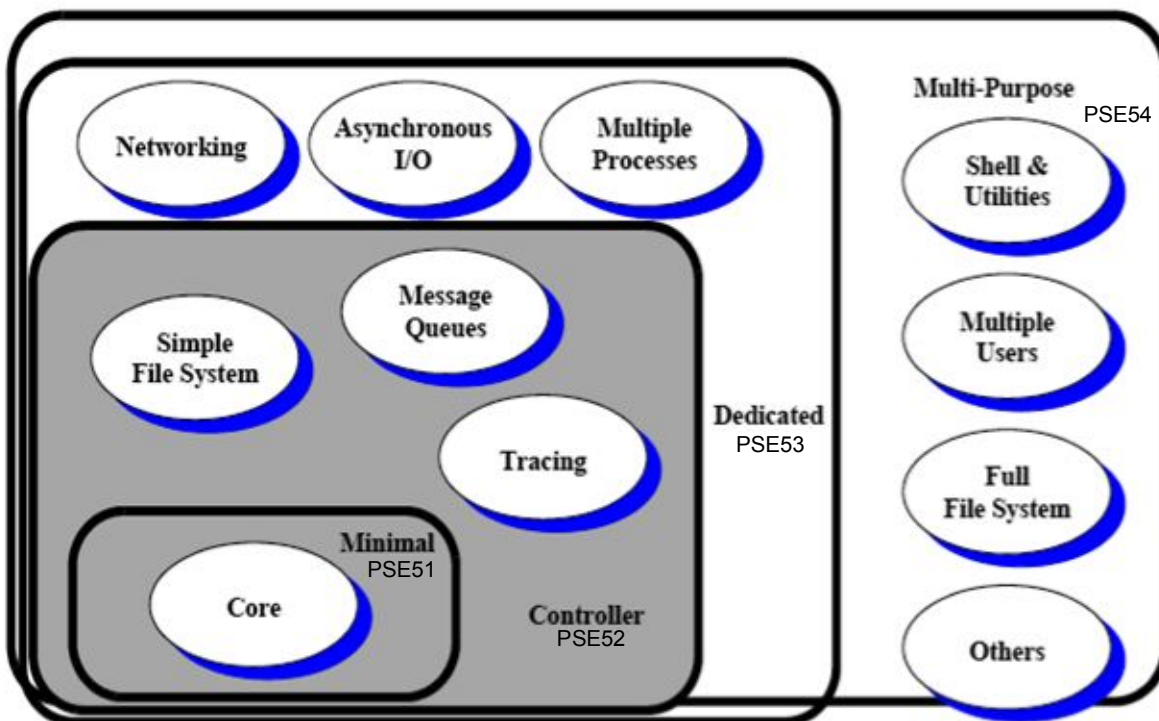 Networking
Asynchronous
I/O
Multiple
Processes
Multi-Purpose
PSE54
Shell &
Utilities
Message
Queues
Simple
File System
Multiple
Users
Dedicated
PSE53
Tracing
Full
File System
Minimal
PSE51
Core
Controller
PSE52
Others